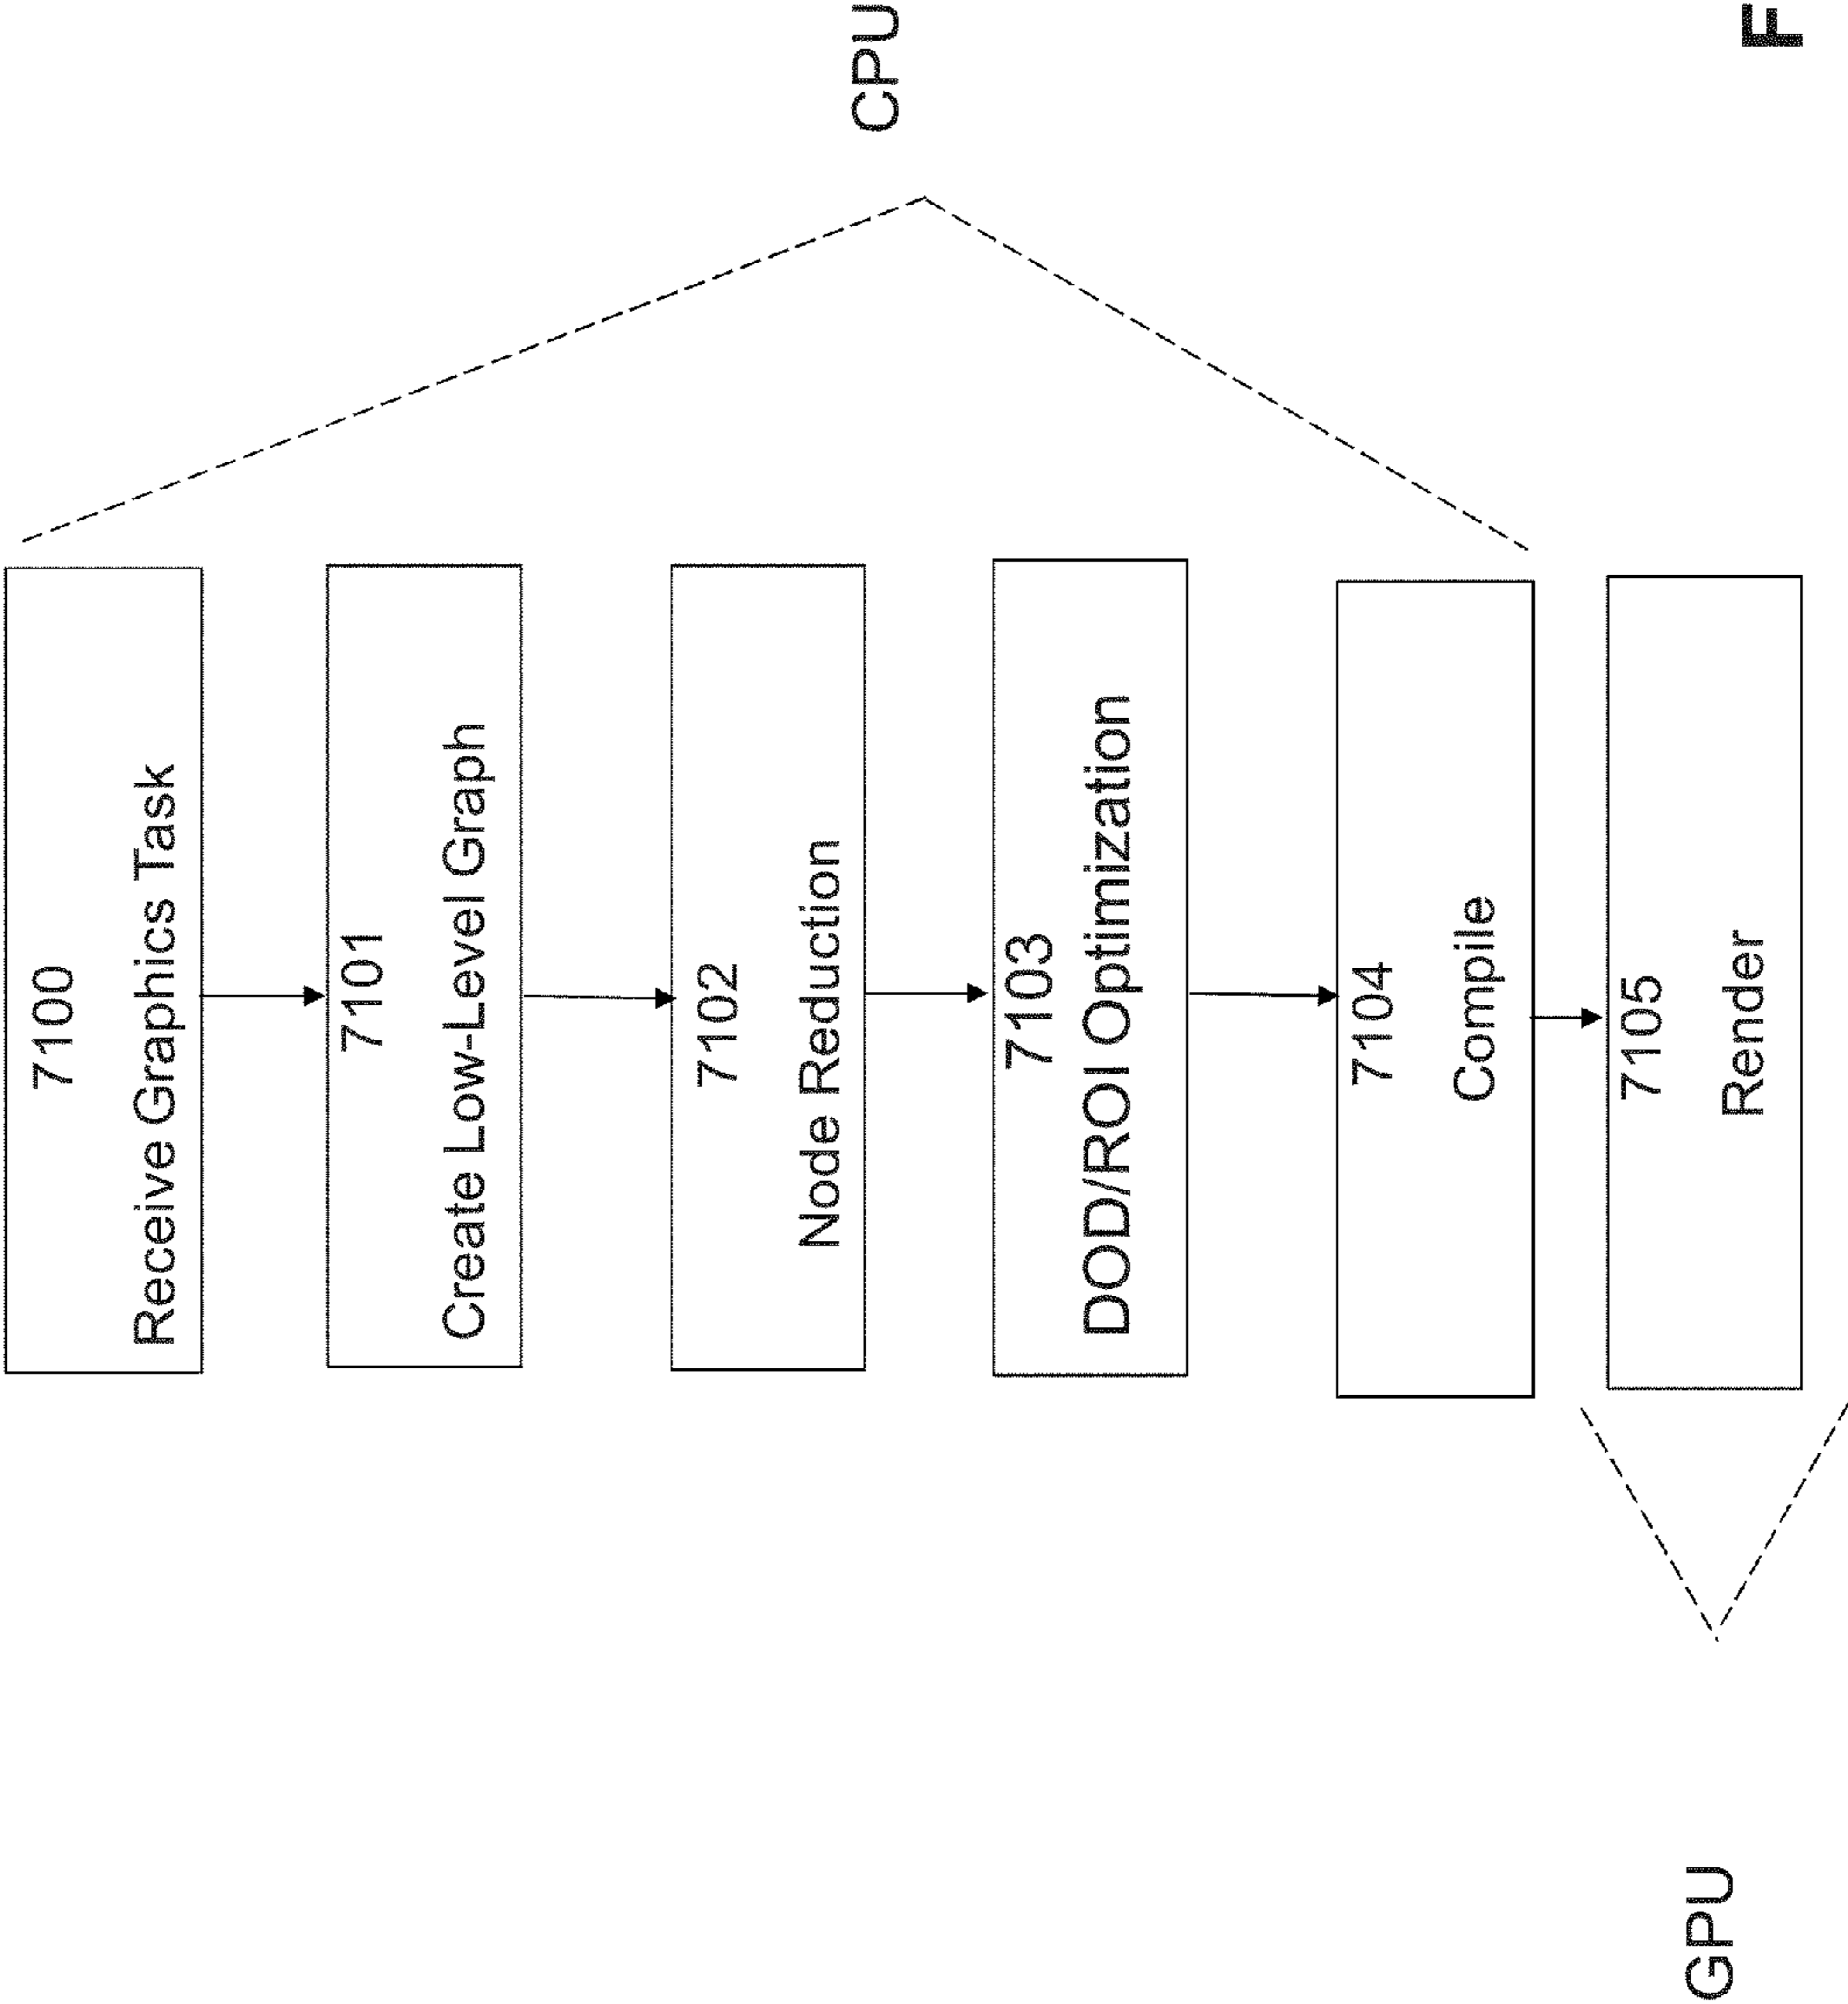 7100
Receive Graphics Task
7101
Create Low-Level Graph
7102
Node Reduction
CPU
7103
DOD/ROI Optimization
7104
Compile
7105
Render
GPU
F